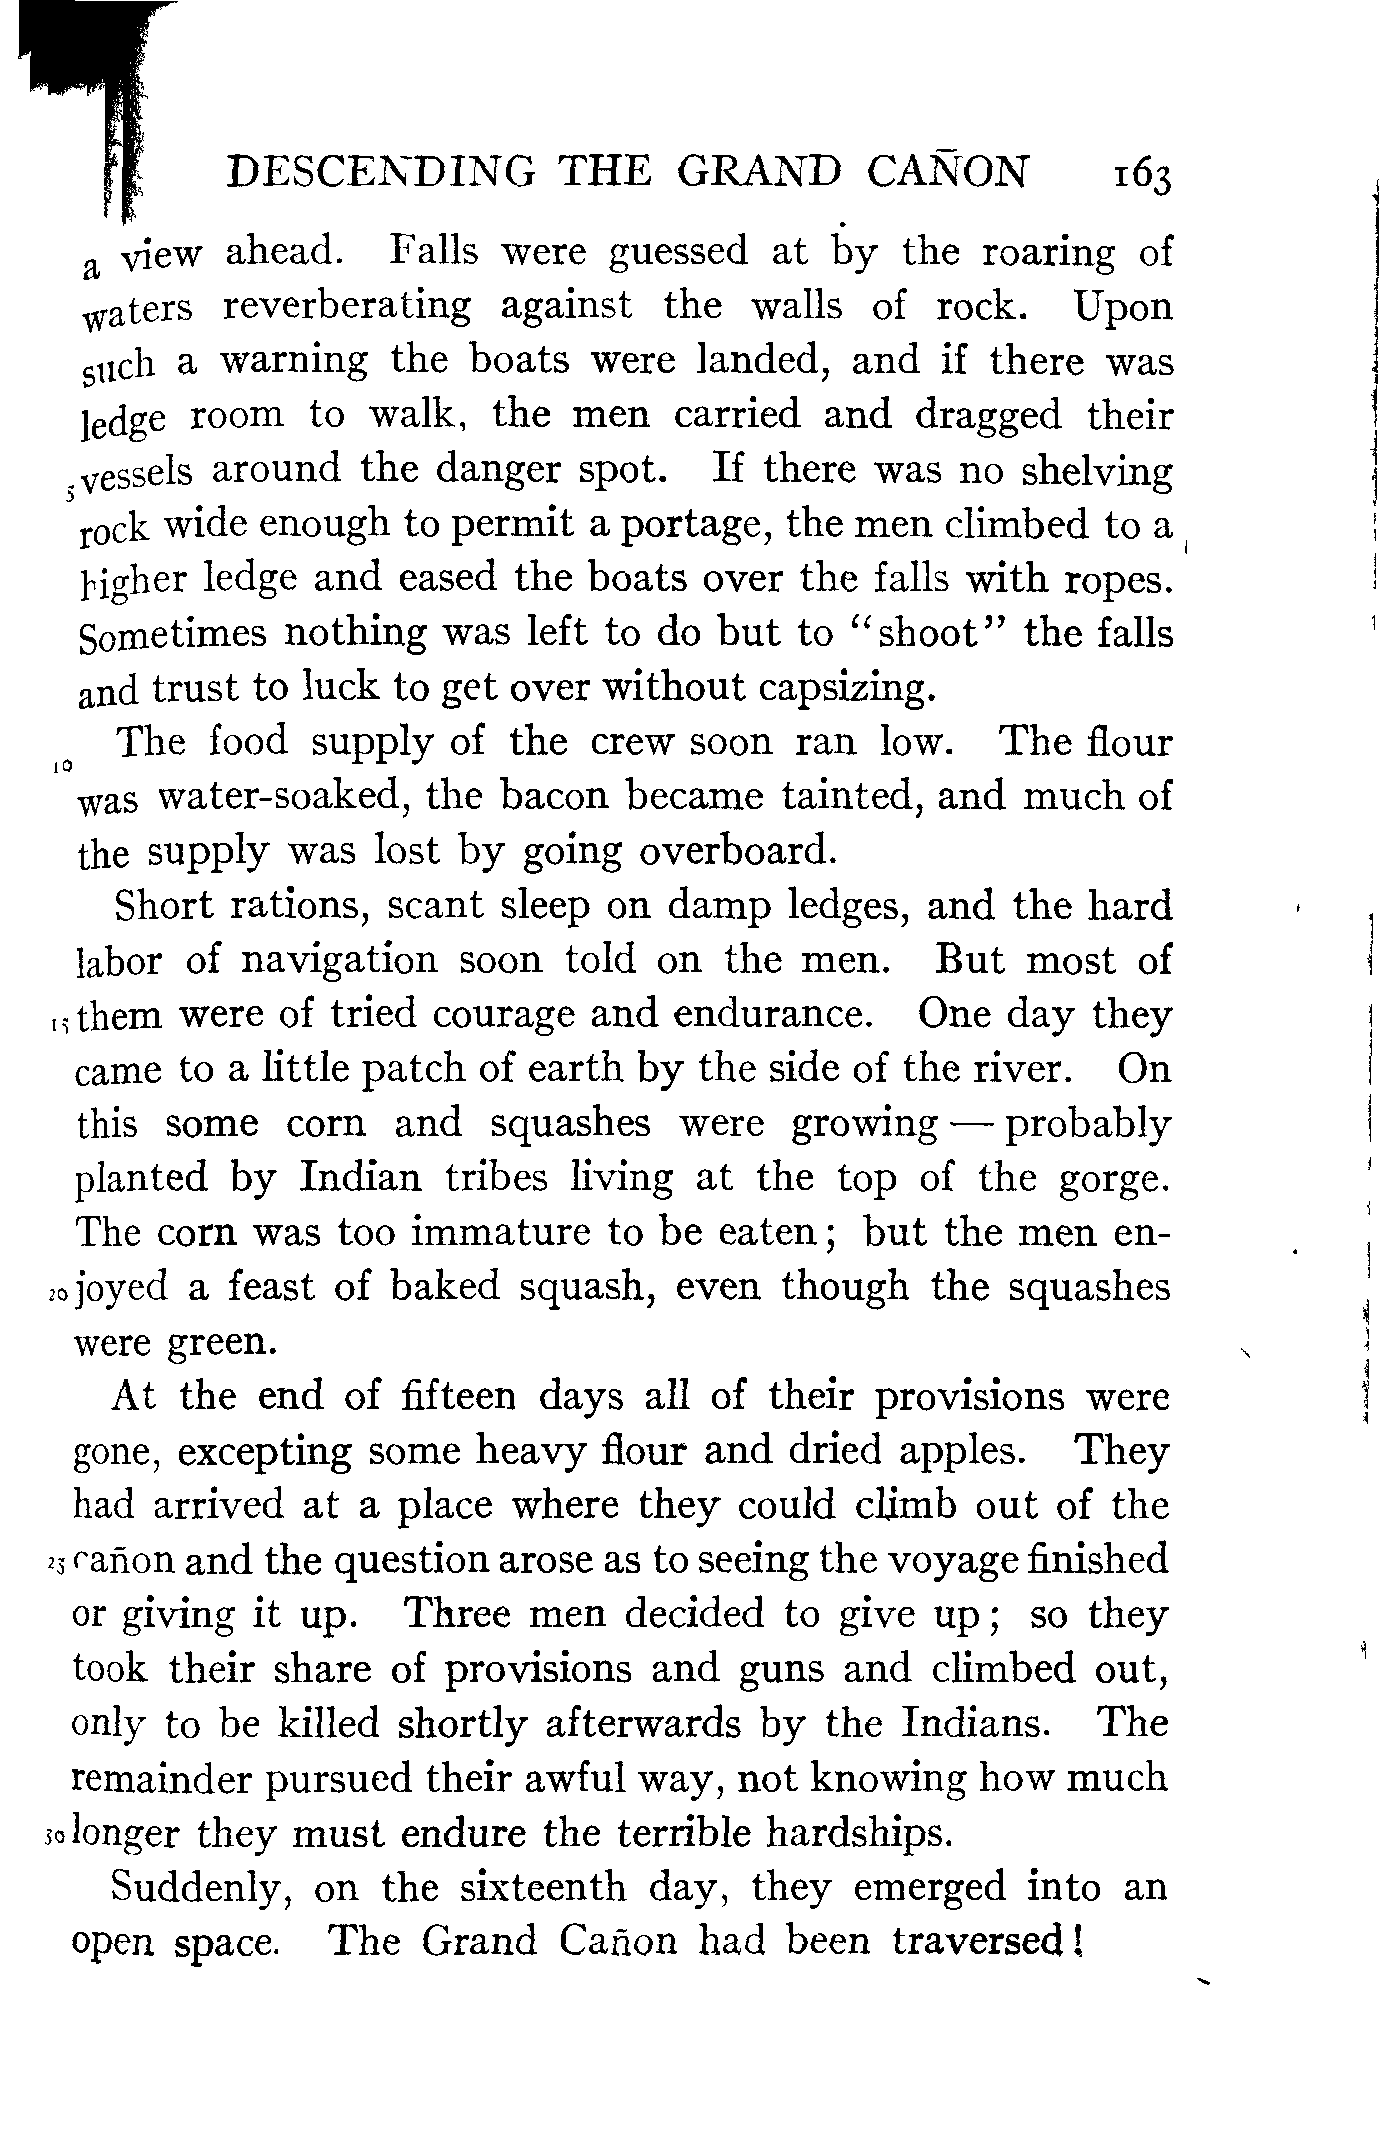 DESCENDING THE GRAND CAÑON 163
a view ahead. Falls were guessed at by the roaring of
waters reverberating against the walls of rock. Upon
such a warning the boats were landed, and if there was
ledge room to walk, the men carried and dragged their
5 vessels around the danger spot. If there was no shelving
rock wide enough to permit a portage, the men climbed to a
higher ledge and eased the boats over the falls with ropes.
Sometimes nothing was left to do but to "shoot" the falls
and trust to luck to get over without capsizing.
10 The food supply of the crew soon ran low. The flour
was water-soaked, the bacon became tainted, and much of
the supply was lost by going overboard.
Short rations, scant sleep on damp ledges, and the hard
labor of navigation soon told on the men. But most of
15 them were of tried courage and endurance. One day they
came to a little patch of earth by the side of the river. On
this some corn and squashes were growing — probably
planted by Indian tribes living at the top of the gorge.
The corn was too immature to be eaten; but the men en-
20 joyed a feast of baked squash, even though the squashes
were green.
At the end of fifteen days all of their provisions were
gone, excepting some heavy flour and dried apples. They
had arrived at a place where they could climb out of the
25 cañon and the question arose as to seeing the voyage finished
or giving it up. Three men decided to give up; so they
took their share of provisions and guns and climbed out,
only to be killed shortly afterwards by the Indians. The
remainder pursued their awful way, not knowing how much
30 longer they must endure the terrible hardships.
Suddenly, on the sixteenth day, they emerged into an
open space. The Grand Cañon had been traversed!